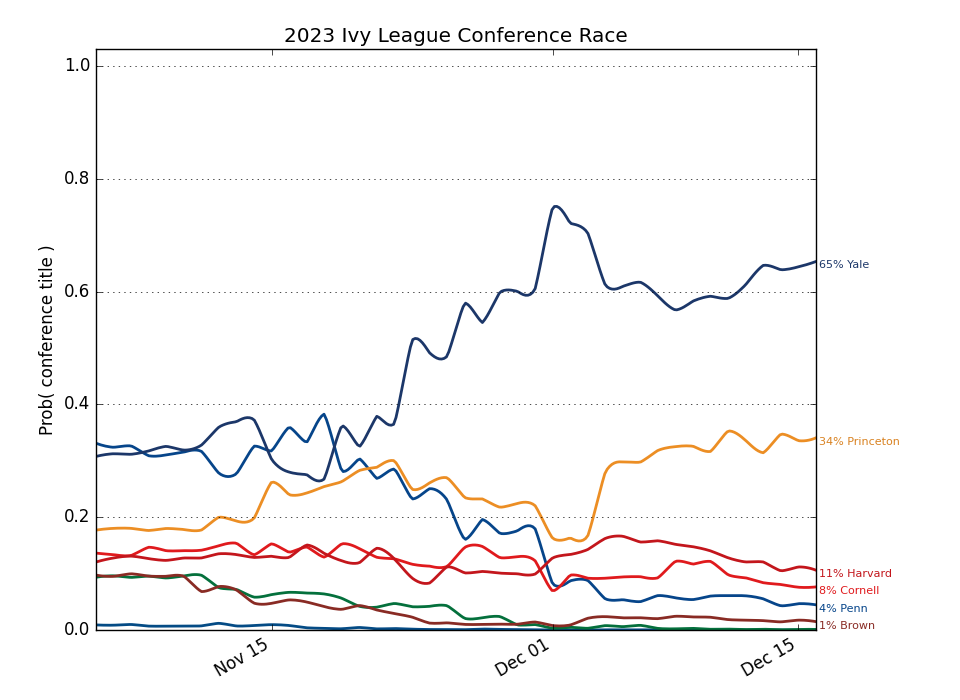 2023 Ivy League Conference Race
Prob( conference title )
1.0
0.8
0.6
0.4
0.2
0.0
Nov 15
Dec 01
Dec 15
65% Yale
34% Princeton
11% Harvard
8% Cornell
4% Penn
1% Brown